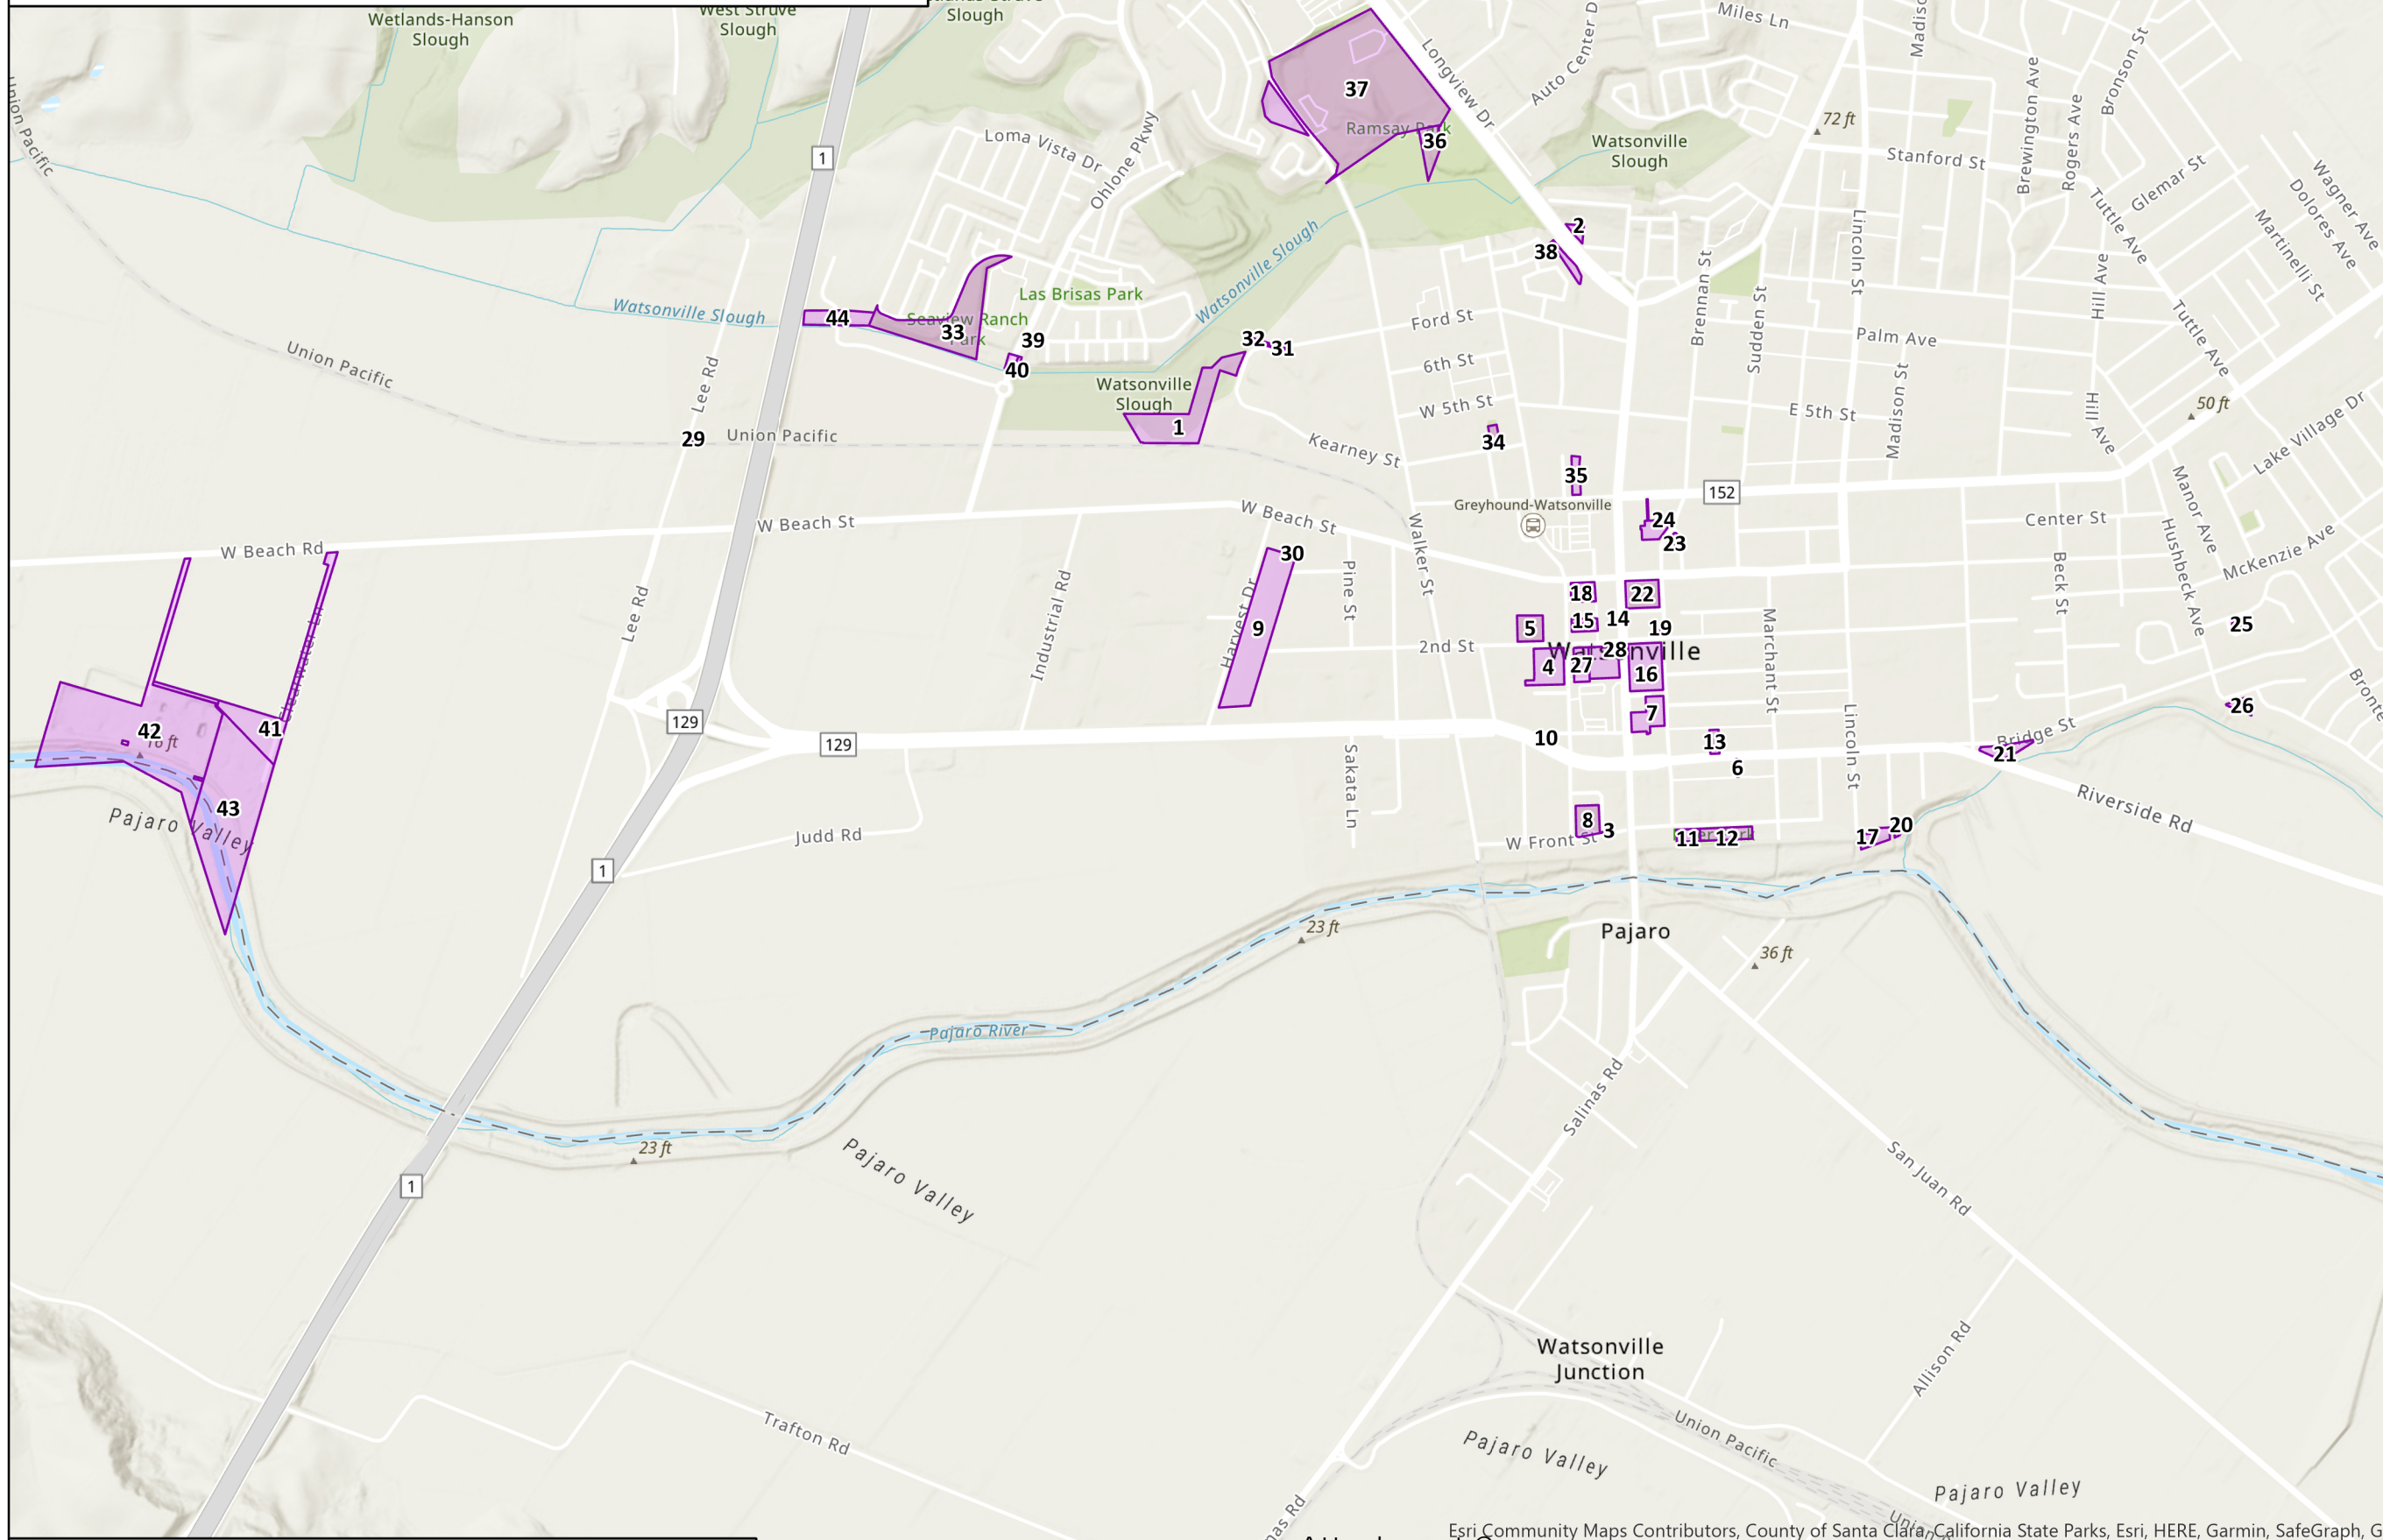 Wetlands-Hanson
Slough
West Struve
Slough
Slough
Miles Ln
Longview Dr
Auto Center D
Madiso
Bronson St
Union Pacific
37
Ramsay Park
36
72 ft
Brewington Ave
Rogers Ave
Loma Vista Dr
Ohlone Pkwy
1
Watsonville
Slough
Stanford St
Glemar St
Wagner Ave
Dolores Ave
Martinelli St
Tuttle Ave
Lincoln St
2
38
Watsonville Slough
Brennan St
Sudden St
Hill Ave
Las Brisas Park
Watsonville Slough
44
Seaview Ranch
Park
33
39
40
32
31
Ford St
Palm Ave
Tuttle Ave
Union Pacific
Lee Rd
Watsonville
Slough
1
6th St
W 5th St
E 5th St
Madison St
Hill Ave
50 ft
Lake Village Dr
29
Union Pacific
Kearney St
34
35
Greyhound-Watsonville
152
Manor Ave
W Beach St
W Beach St
Walker St
24
23
Center St
Hushbeck Ave
McKenzie Ave
W Beach Rd
30
Lee Rd
Industrial Rd
Harvest Dr
9
Pine St
18
22
Beck St
5
15
14
19
Marchant St
25
Clearwater Ln
2nd St
Watsonville
4
27
28
16
7
26
Bronte
42
16 ft
41
129
129
10
13
6
Lincoln St
Bridge St
21
Sakata Ln
43
Pajaro Valley
Judd Rd
8
3
W Front St
11
12
17
20
Riverside Rd
1
23 ft
Pajaro
36 ft
Pajaro River
Salinas Rd
23 ft
Pajaro Valley
San Juan Rd
1
Watsonville
Junction
Allison Rd
Trafton Rd
Union Pacific
Pajaro Valley
Pajaro Valley
nas Rd
Esri Community Maps Contributors, County of Santa Clara, California State Parks, Esri, HERE, Garmin, SafeGraph, G